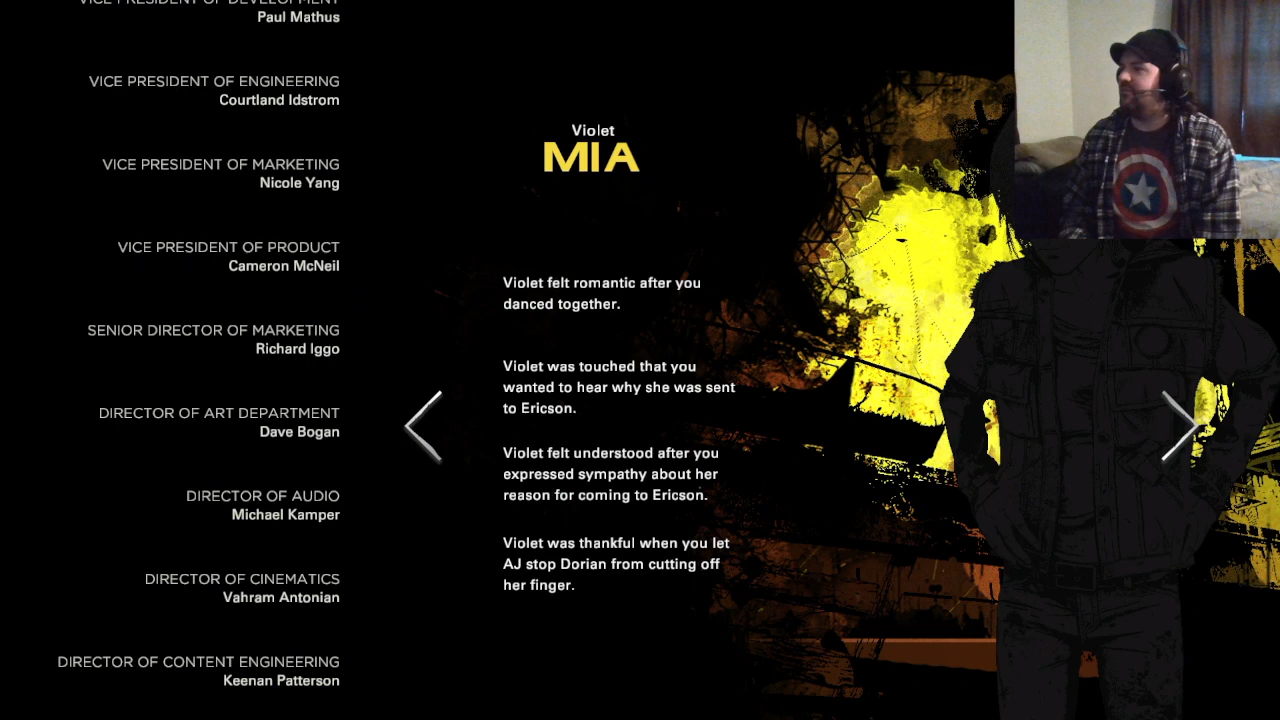 VICE PRESIDENT OF DEVELOPMENT
Paul Mathus
VICE PRESIDENT OF ENGINEERING
Courtland Idstrom
VICE PRESIDENT OF MARKETING
Nicole Yang
VICE PRESIDENT OF PRODUCT
Cameron McNeil
SENIOR DIRECTOR OF MARKETING
Richard Iggo
DIRECTOR OF ART DEPARTMENT
Dave Bogan
DIRECTOR OF AUDIO
Michael Kamper
DIRECTOR OF CINEMATICS
Vahram Antonian
DIRECTOR OF CONTENT ENGINEERING
Keenan Patterson
Violet
MIA
Violet felt romantic after you
danced together.
Violet was touched that you
wanted to hear why she was sent
to Ericson.
Violet felt understood after you
expressed sympathy about her
reason for coming to Ericson.
Violet was thankful when you let
AJ stop Dorian from cutting off
her finger.